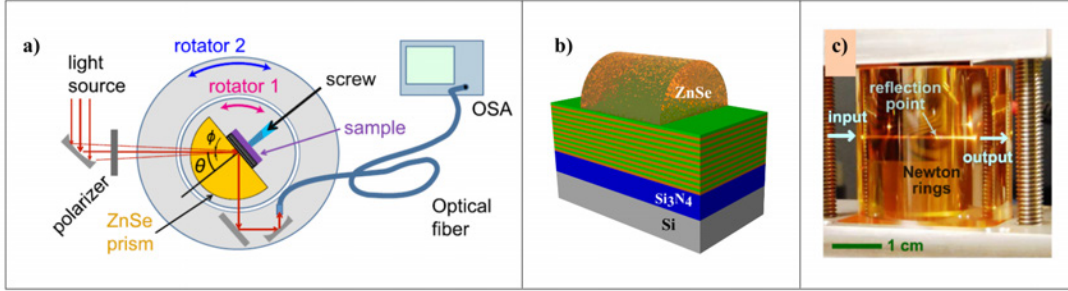 a)
rotator 2
light
source
rotator 1
screw
OSA
sample
ϕ
θ
polarizer
ZnSe
prism
Optical
fiber
b)
ZnSe
Si3N4
Si
c)
reflection
point
input
output
Newton
rings
1 cm